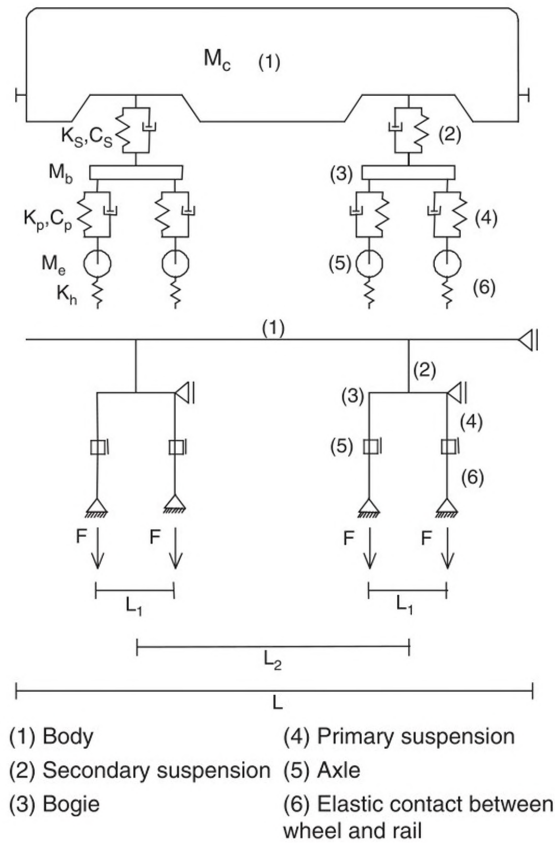 M_c (1)
K_S,C_S (2)
M_b (3)
K_p,C_p (4)
M_e (5)
K_h (6)
(1)
(2)
(3)
(4)
(5)
(6)
F F F F
L_1 L_1
L_2
L
(1) Body (4) Primary suspension
(2) Secondary suspension (5) Axle
(3) Bogie (6) Elastic contact between
wheel and rail